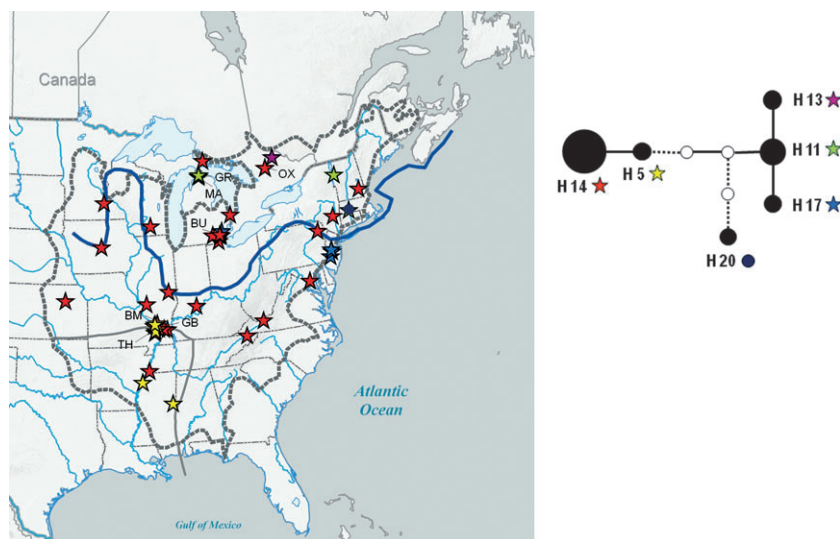 Canada
GR
OX
MA
BU
BM
GB
TH
Atlantic
Ocean
Gulf of Mexico
H 13
H 11
H 5
H 14
H 17
H 20